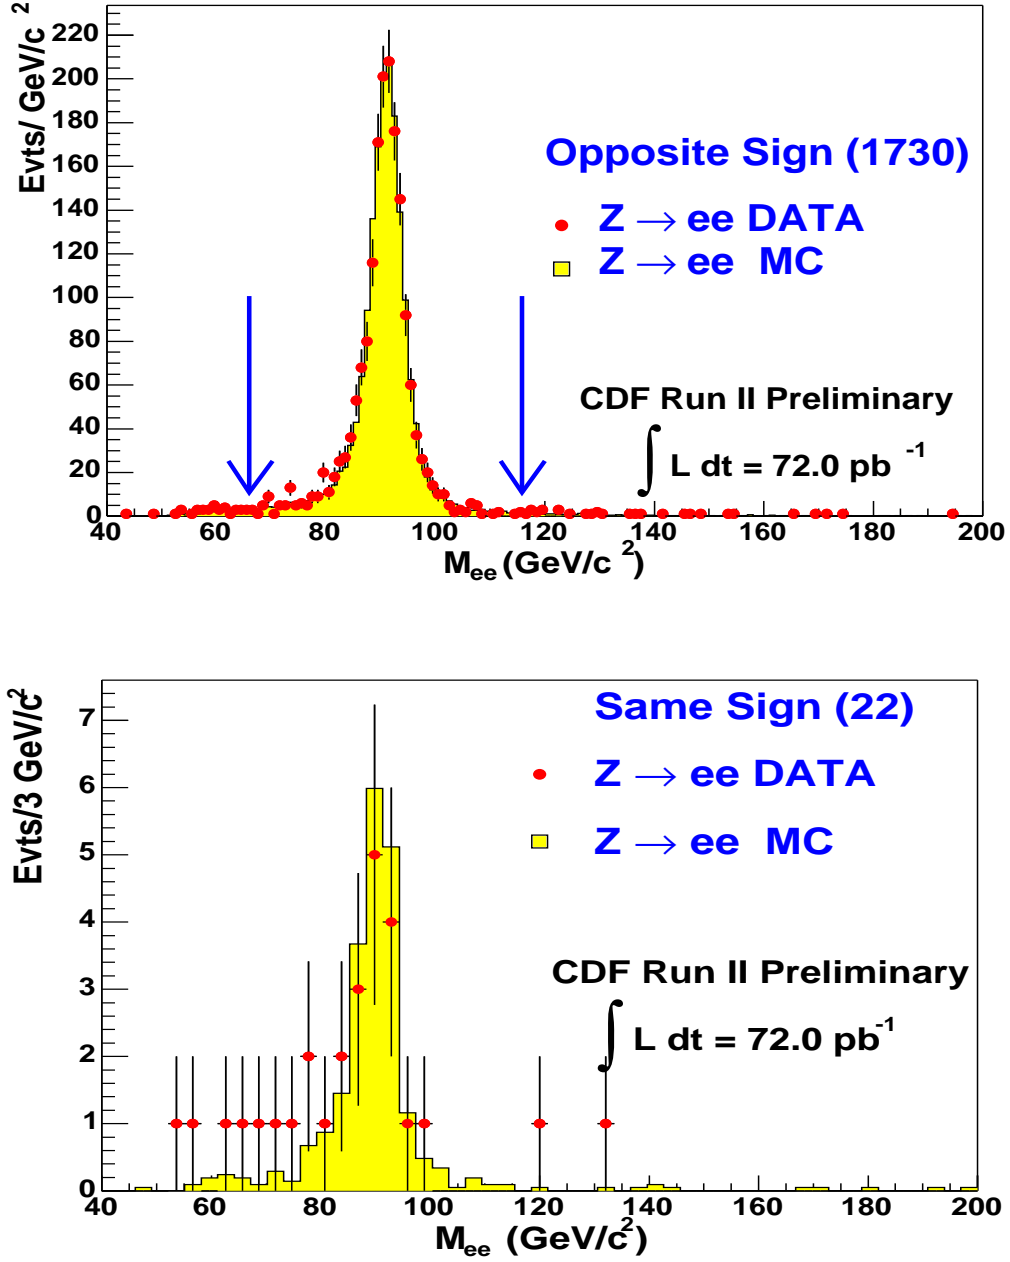 Evts/ GeV/c 2
220
200
180
160
140
120
100
80
60
40
20
0
Opposite Sign (1730)
Z → ee DATA
Z → ee MC
CDF Run II Preliminary
∫ L dt = 72.0 pb -1
40 60 80 100 120 140 160 180 200
Mee (GeV/c 2)
Evts/3 GeV/c2
7
6
5
4
3
2
1
0
Same Sign (22)
Z → ee DATA
Z → ee MC
CDF Run II Preliminary
∫ L dt = 72.0 pb-1
40 60 80 100 120 140 160 180 200
Mee (GeV/c2)